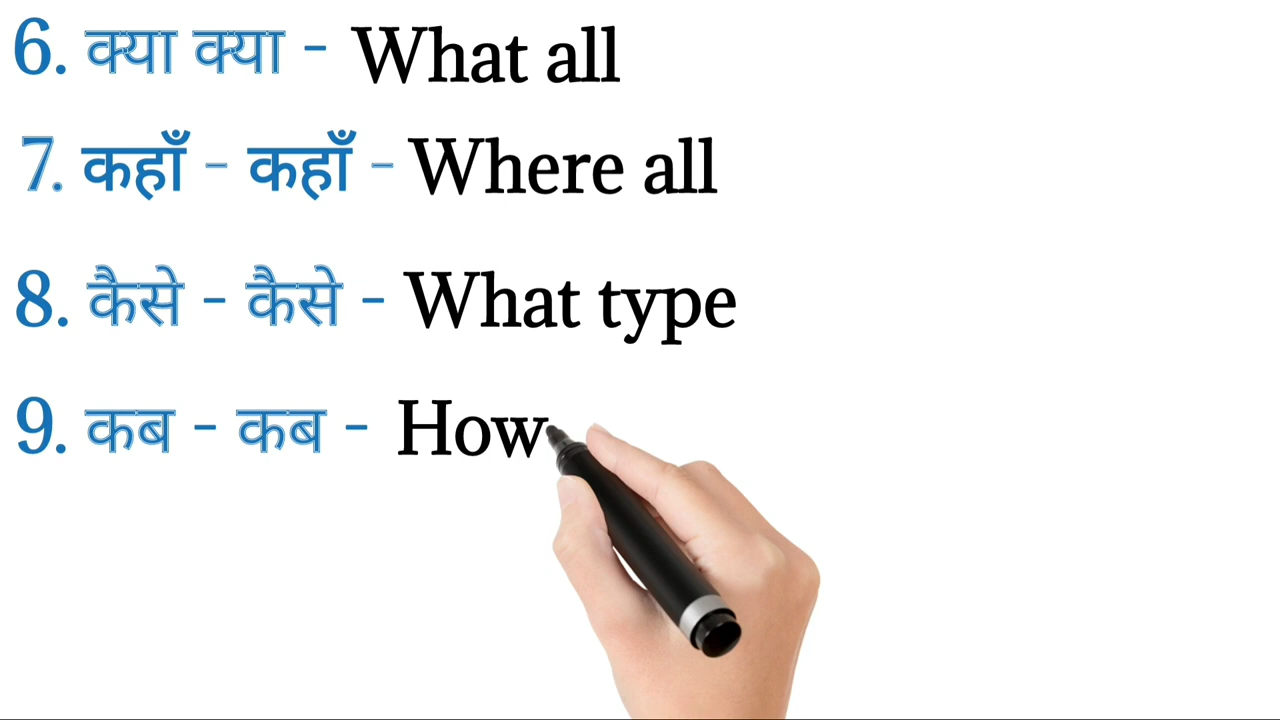 6. क्या क्या - What all
7. कहाँ - कहाँ - Where all
8. कैसे - कैसे - What type
9. कब - कब - How